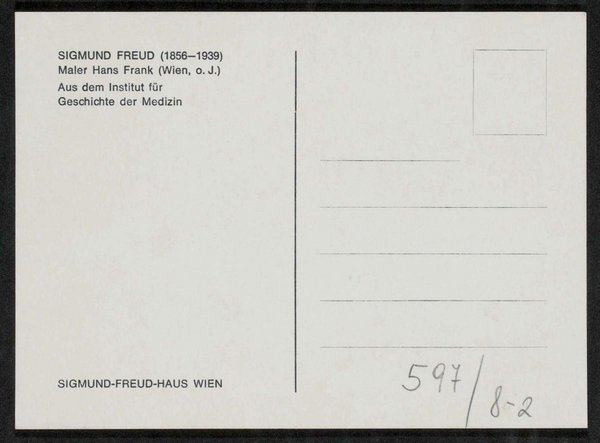 SIGMUND FREUD (1856—1939)
Maler Hans Frank (Wien, o. J.)
Aus dem Institut für
Geschichte der Medizin
SIGMUND-FREUD-HAUS WIEN
597/8-2